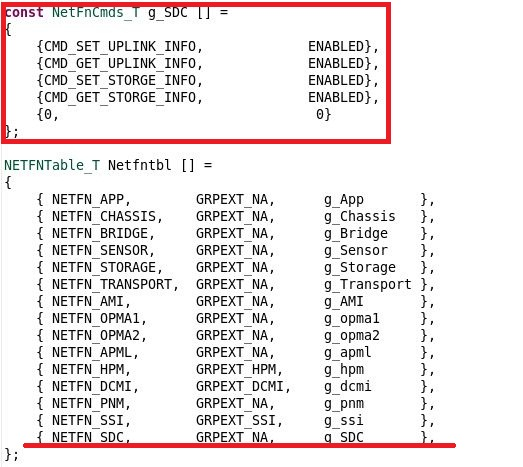 const NetFnCmds_T g_SDC [] =
{
{CMD_SET_UPLINK_INFO, ENABLED},
{CMD_GET_UPLINK_INFO, ENABLED},
{CMD_SET_STORGE_INFO, ENABLED},
{CMD_GET_STORGE_INFO, ENABLED},
{0, 0}
};
NETFNTable_T Netfntbl [] =
{
{ NETFN_APP, GRPEXT_NA, g_App },
{ NETFN_CHASSIS, GRPEXT_NA, g_Chassis },
{ NETFN_BRIDGE, GRPEXT_NA, g_Bridge },
{ NETFN_SENSOR, GRPEXT_NA, g_Sensor },
{ NETFN_STORAGE, GRPEXT_NA, g_Storage },
{ NETFN_TRANSPORT, GRPEXT_NA, g_Transport },
{ NETFN_AMI, GRPEXT_NA, g_AMI },
{ NETFN_OPMA1, GRPEXT_NA, g_opma1 },
{ NETFN_OPMA2, GRPEXT_NA, g_opma2 },
{ NETFN_APML, GRPEXT_NA, g_apml },
{ NETFN_HPM, GRPEXT_HPM, g_hpm },
{ NETFN_DCMI, GRPEXT_DCMI, g_dcmi },
{ NETFN_PNM, GRPEXT_NA, g_pnm },
{ NETFN_SSI, GRPEXT_SSI, g_ssi },
{ NETFN_SDC, GRPEXT_NA, g_SDC },
};